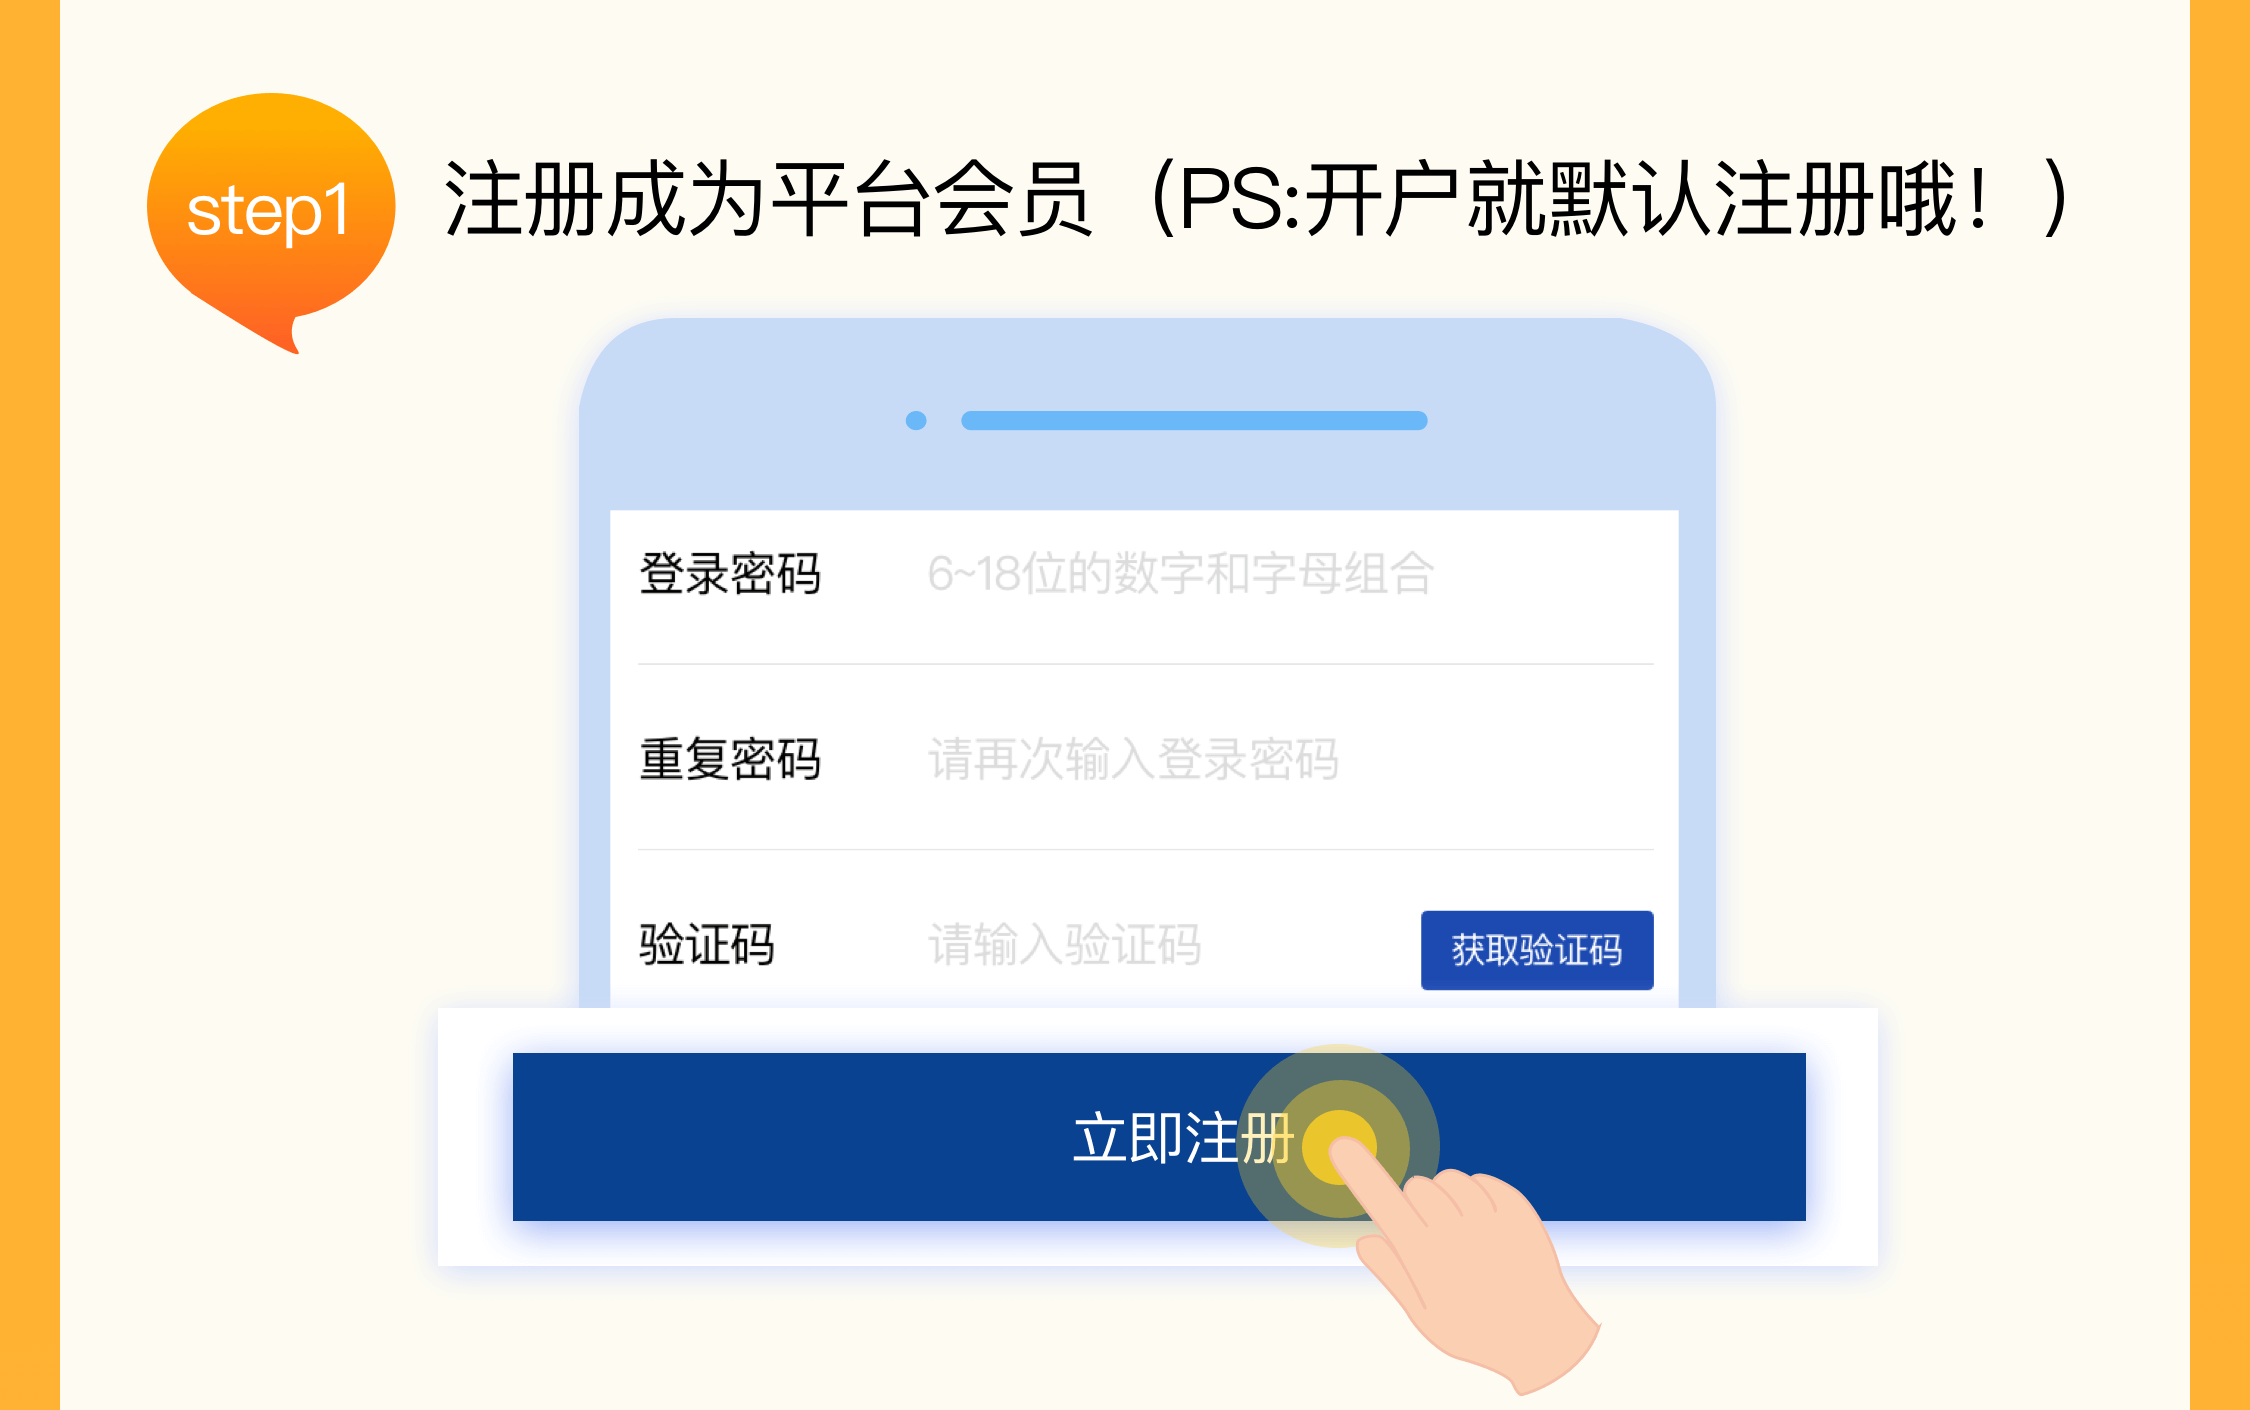 step1
注册成为平台会员（PS:开户就默认注册哦！）
登录密码 6~18位的数字和字母组合
重复密码 请再次输入登录密码
验证码 请输入验证码 获取验证码
立即注册